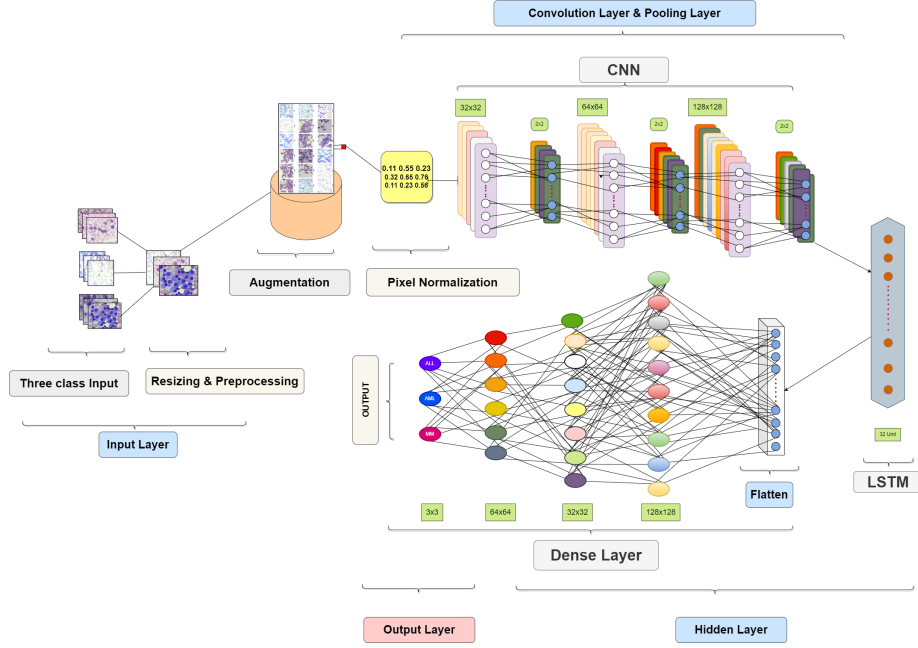 Convolution Layer & Pooling Layer
CNN
32x32
2x2
64x64
2x2
128x128
2x2
0.11 0.55 0.23
0.32 0.65 0.76
0.11 0.23 0.56
Augmentation
Pixel Normalization
Three class Input
Resizing & Preprocessing
Input Layer
OUTPUT
ALL
AML
MM
3x3
64x64
32x32
128x128
Flatten
32 Unit
LSTM
Dense Layer
Output Layer
Hidden Layer